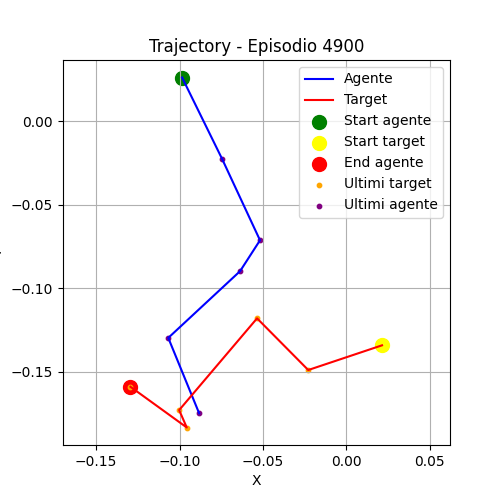 Trajectory - Episodio 4900
Agente
Target
Start agente
Start target
End agente
Ultimi target
Ultimi agente
0.00
−0.05
−0.10
−0.15
−0.15
−0.10
−0.05
0.00
0.05
X